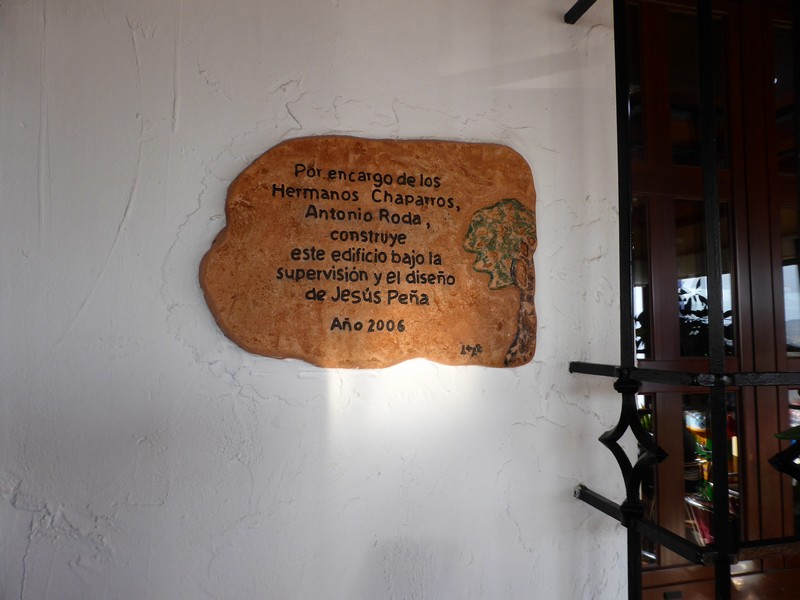 Por encargo de los
Hermanos Chaparros,
Antonio Roda,
construye
este edificio bajo la
supervisión y el diseño
de Jesús Peña
Año 2006